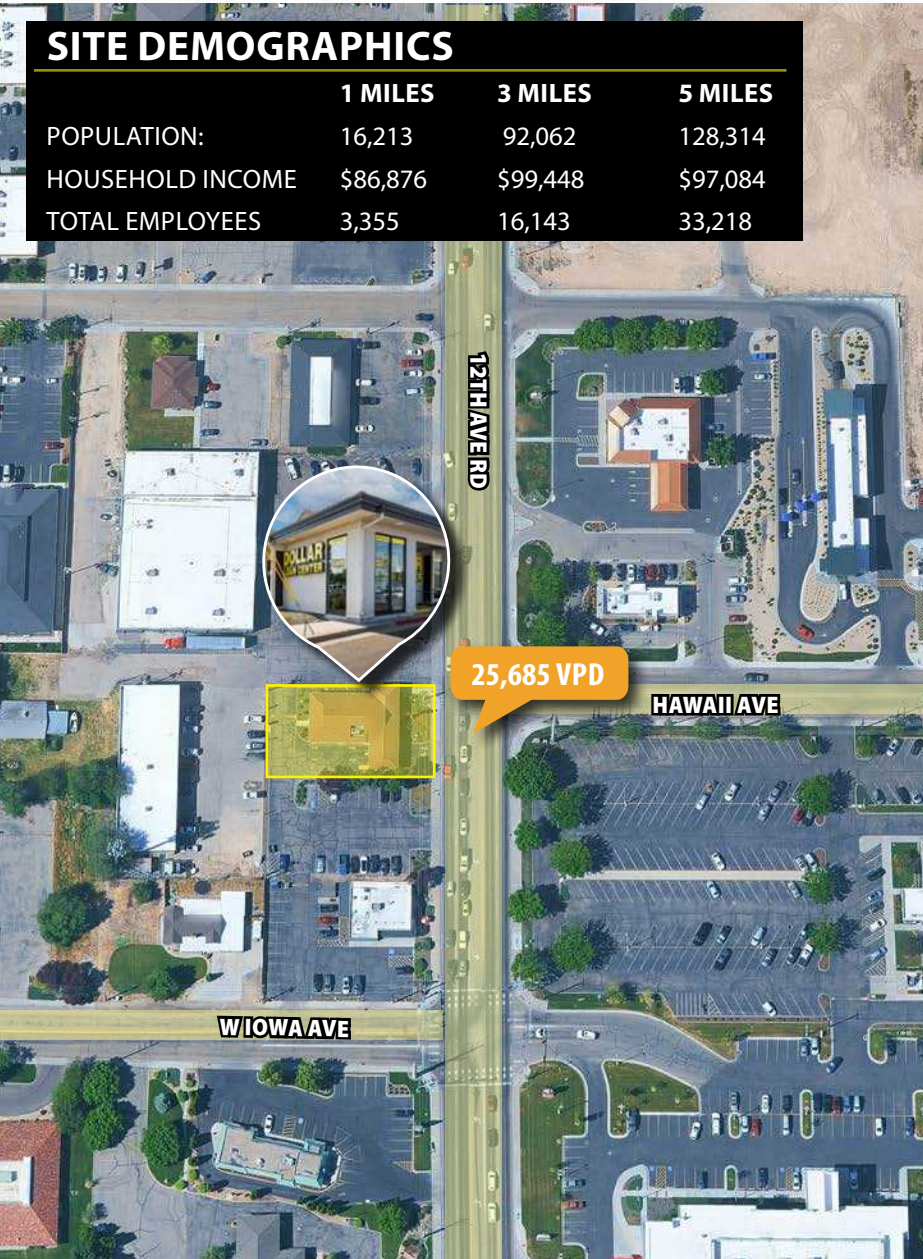 SITE DEMOGRAPHICS
1 MILES 3 MILES 5 MILES
POPULATION: 16,213 92,062 128,314
HOUSEHOLD INCOME $86,876 $99,448 $97,084
TOTAL EMPLOYEES 3,355 16,143 33,218
12TH AVE RD
DOLLAR
CENTER
25,685 VPD
HAWAII AVE
W IOWA AVE